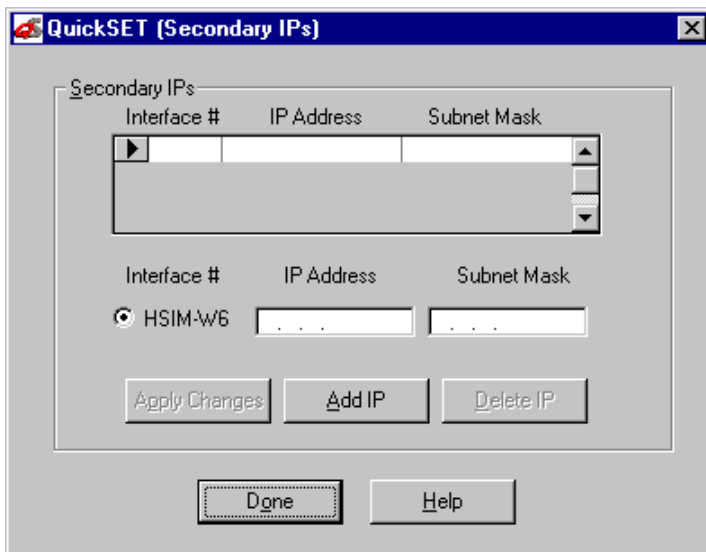 QuickSET (Secondary IPs)
Secondary IPs
Interface # IP Address Subnet Mask
Interface # IP Address Subnet Mask
HSIM-W6 . . . . . .
Apply Changes Add IP Delete IP
Done Help